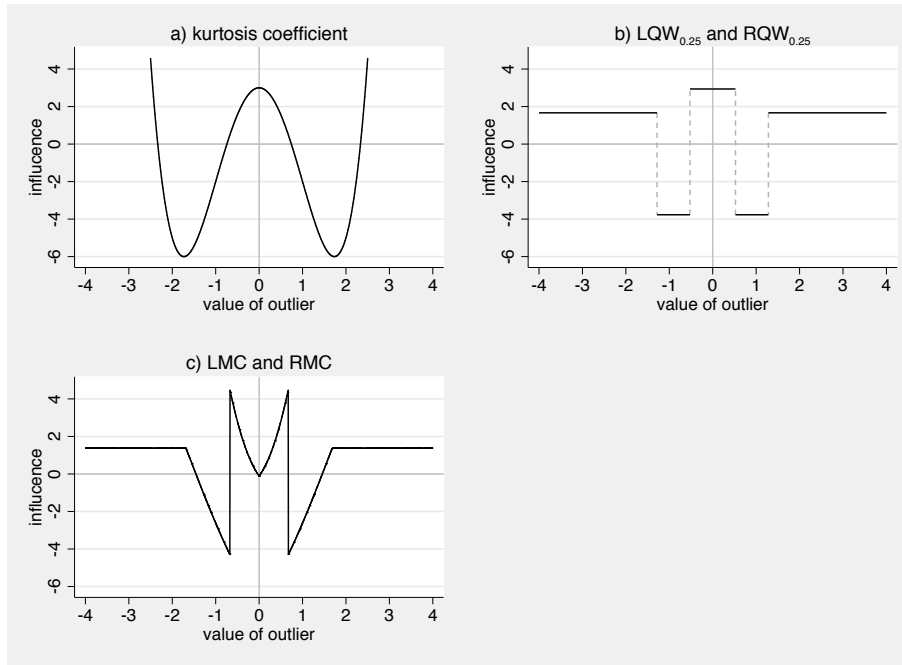 a) kurtosis coefficient
4
2
0
-2
-4
-6
influcence
-4 -3 -2 -1 0 1 2 3 4
value of outlier
b) LQW0.25 and RQW0.25
4
2
0
-2
-4
-6
influcence
-4 -3 -2 -1 0 1 2 3 4
value of outlier
c) LMC and RMC
4
2
0
-2
-4
-6
influcence
-4 -3 -2 -1 0 1 2 3 4
value of outlier